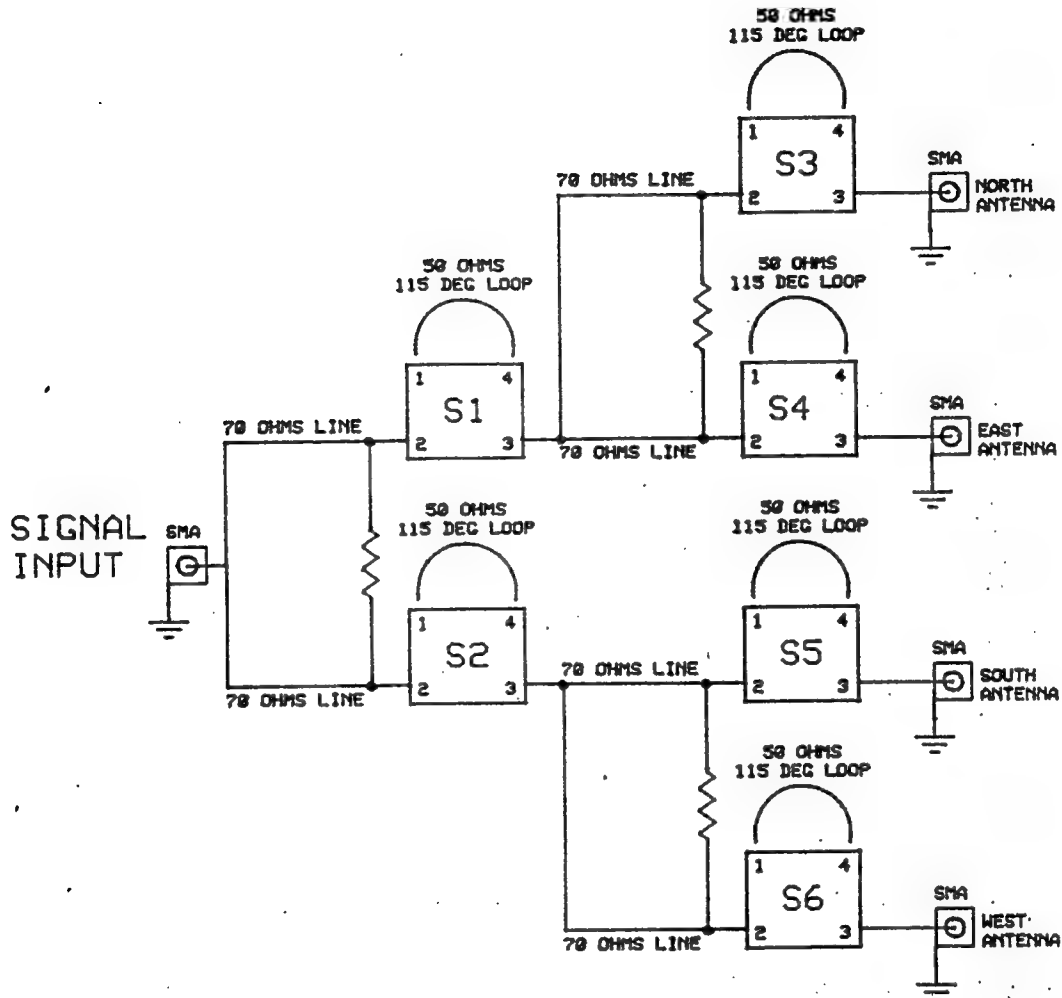 50 OHMS
115 DEG LOOP
1 4
S3
2 3
70 OHMS LINE
SMA
NORTH
ANTENNA
50 OHMS
115 DEG LOOP
1 4
S1
2 3
70 OHMS LINE
50 OHMS
115 DEG LOOP
1 4
S4
2 3
70 OHMS LINE
SMA
EAST
ANTENNA
SIGNAL
INPUT
SMA
50 OHMS
115 DEG LOOP
1 4
S2
2 3
70 OHMS LINE
50 OHMS
115 DEG LOOP
1 4
S5
2 3
70 OHMS LINE
SMA
SOUTH
ANTENNA
50 OHMS
115 DEG LOOP
1 4
S6
2 3
70 OHMS LINE
SMA
WEST
ANTENNA